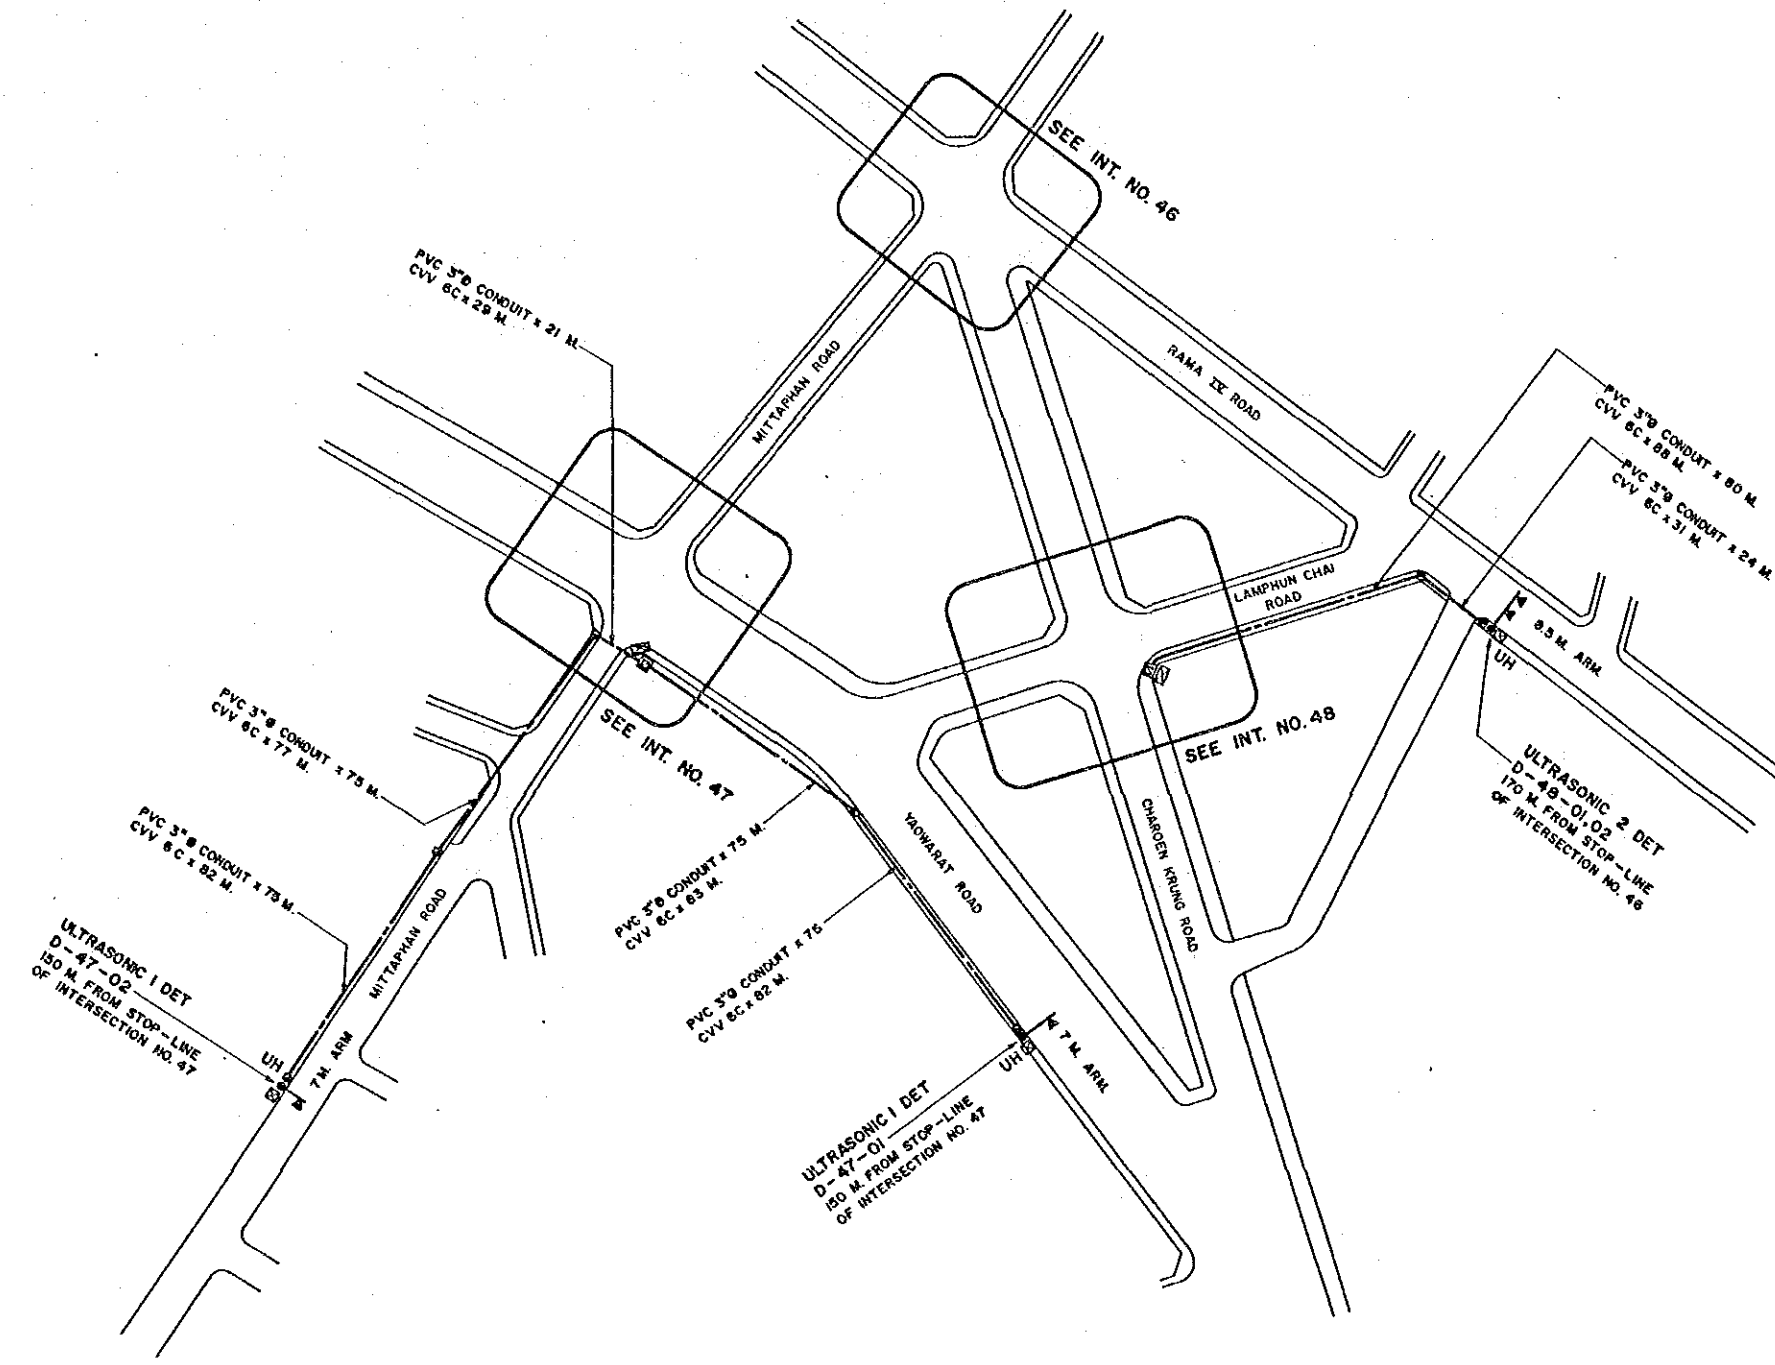 SEE INT. NO. 46
PVC 3"Ø CONDUIT x 21 M.
CVV 6C x 29 M.
MITTAPHAN ROAD
RAMA IV ROAD
PVC 3"Ø CONDUIT x 80 M.
CVV 6C x 88 M.
PVC 3"Ø CONDUIT x 24 M.
CVV 6C x 31 M.
LAMPHUN CHAI
ROAD
8.5 M. ARM.
UH
SEE INT. NO. 47
SEE INT. NO. 48
PVC 3"Ø CONDUIT x 75 M.
CVV 6C x 77 M.
ULTRASONIC 2 DET
D-48-01,02
170 M. FROM STOP-LINE
OF INTERSECTION NO. 46
PVC 3"Ø CONDUIT x 75 M.
CVV 6C x 82 M.
PVC 3"Ø CONDUIT x 75 M.
CVV 6C x 83 M.
YAOWARAT ROAD
CHAROEN KRUNG ROAD
MITTAPHAN ROAD
ULTRASONIC 1 DET
D-47-02
150 M. FROM STOP-LINE
OF INTERSECTION NO. 47
UH
7 M. ARM
PVC 3"Ø CONDUIT x 75
CVV 6C x 82 M.
UH
7 M. ARM.
ULTRASONIC 1 DET
D-47-01
150 M. FROM STOP-LINE
OF INTERSECTION NO. 47